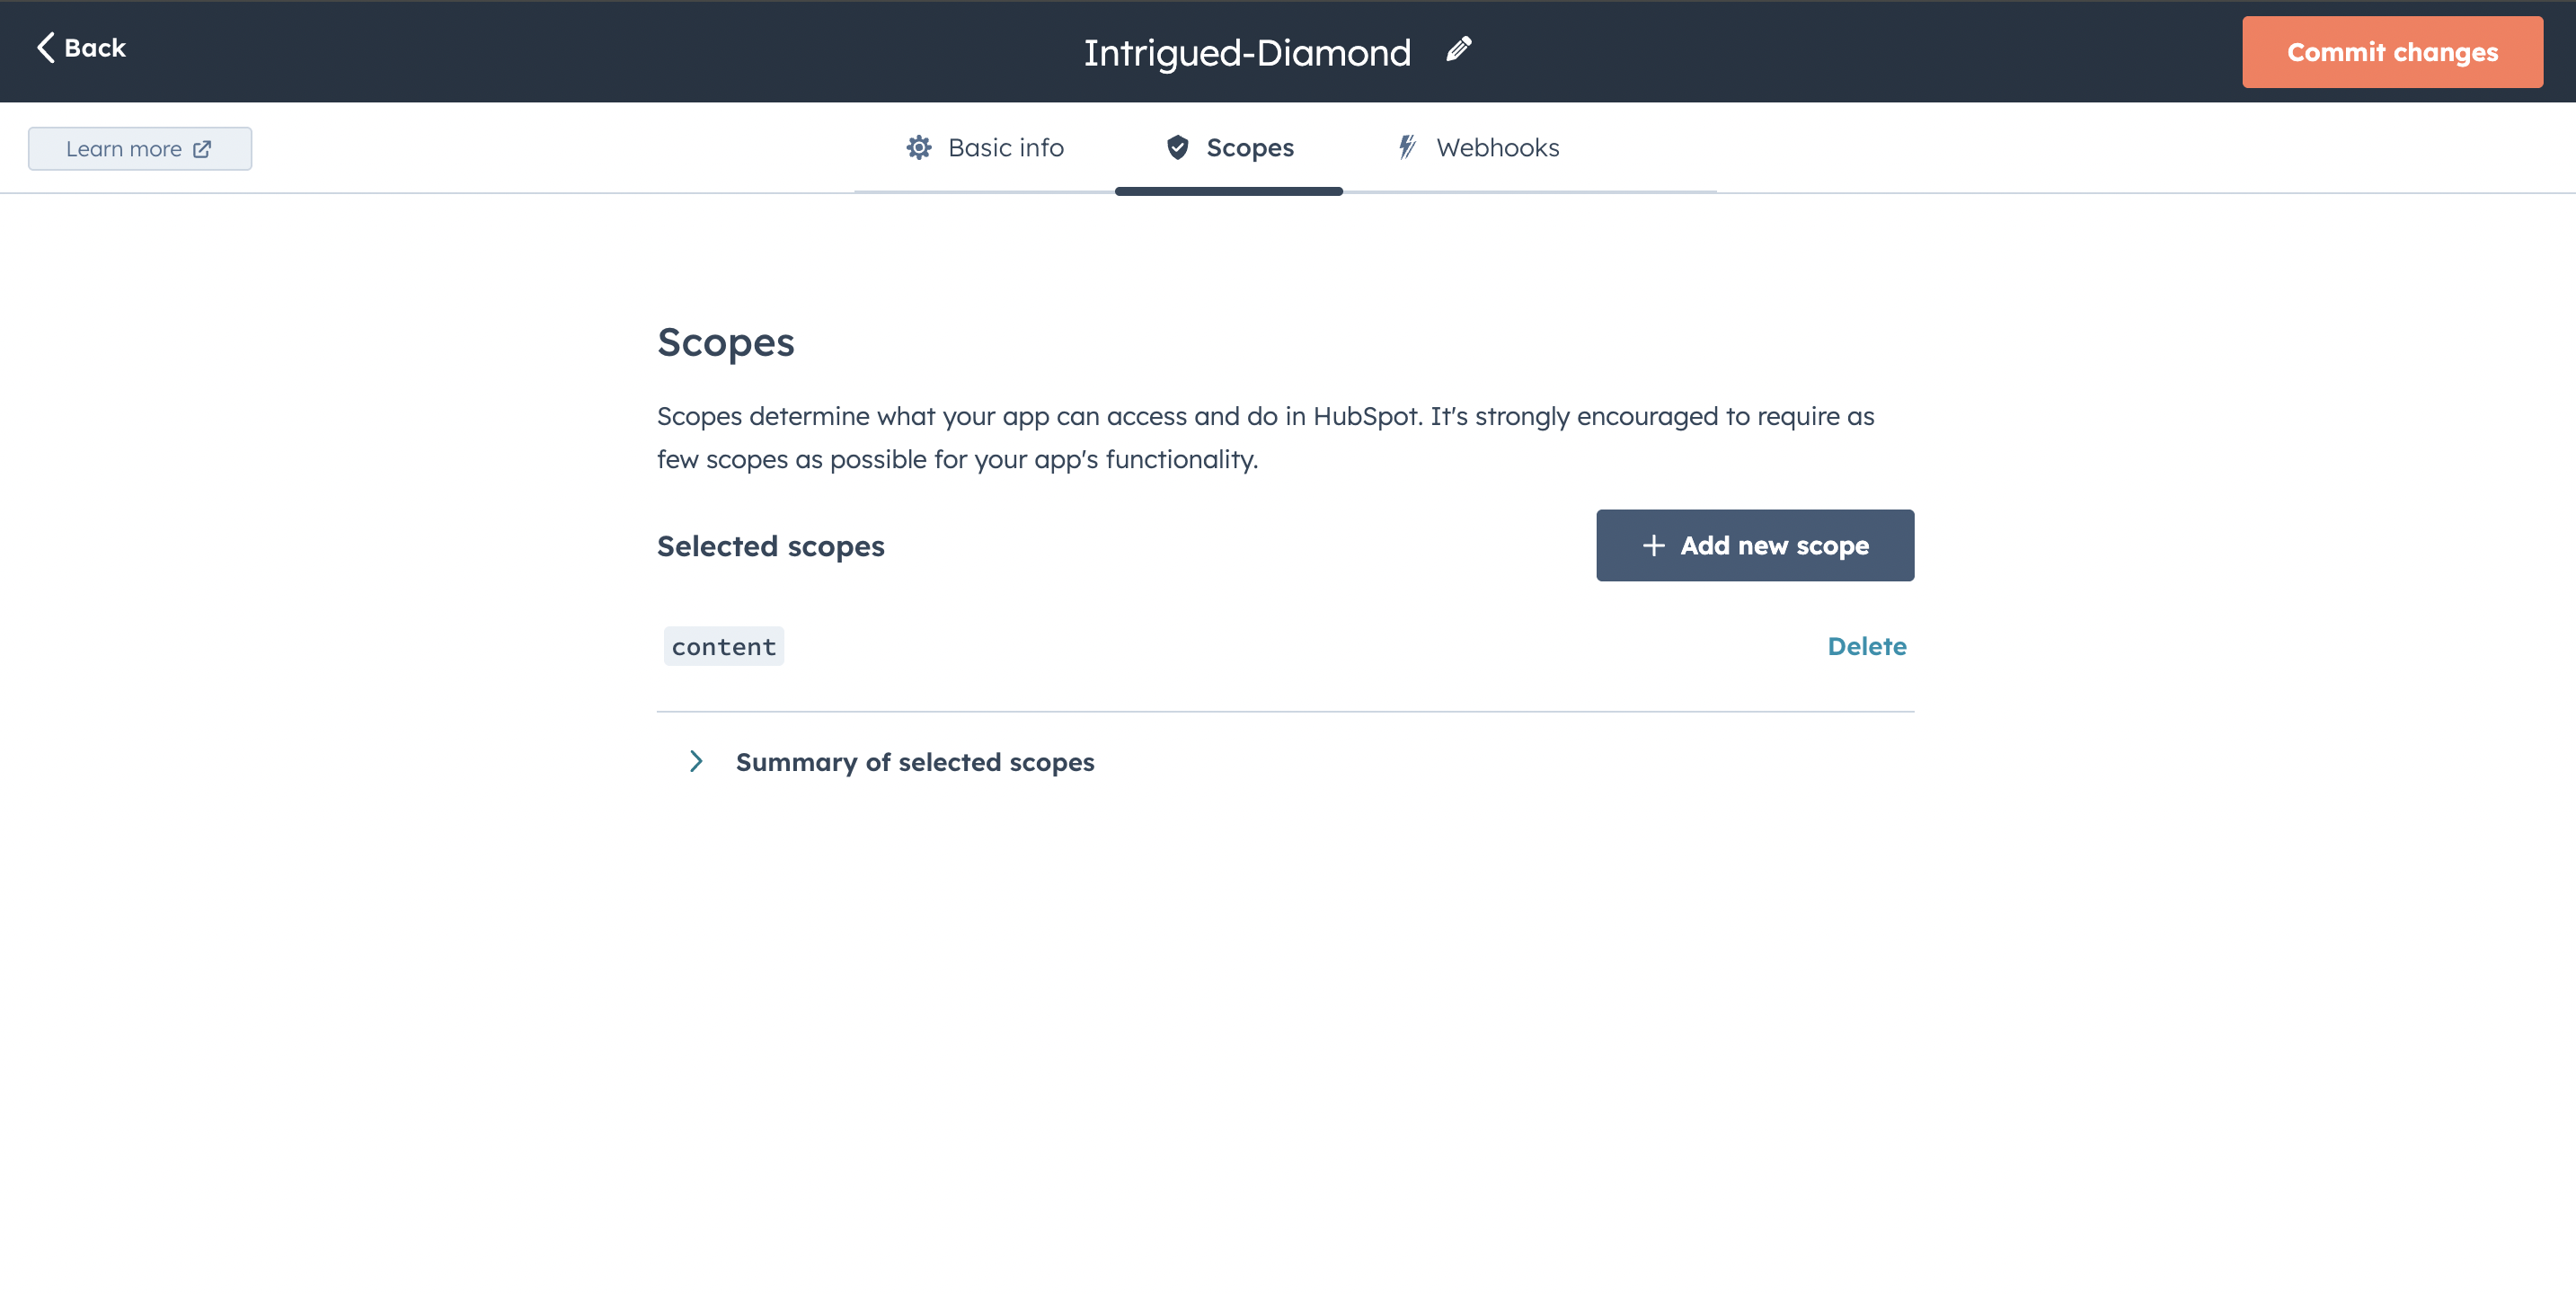 Back
Intrigued-Diamond
Commit changes
Learn more
Basic info
Scopes
Webhooks
Scopes
Scopes determine what your app can access and do in HubSpot. It's strongly encouraged to require as
few scopes as possible for your app's functionality.
Selected scopes
Add new scope
content
Delete
Summary of selected scopes